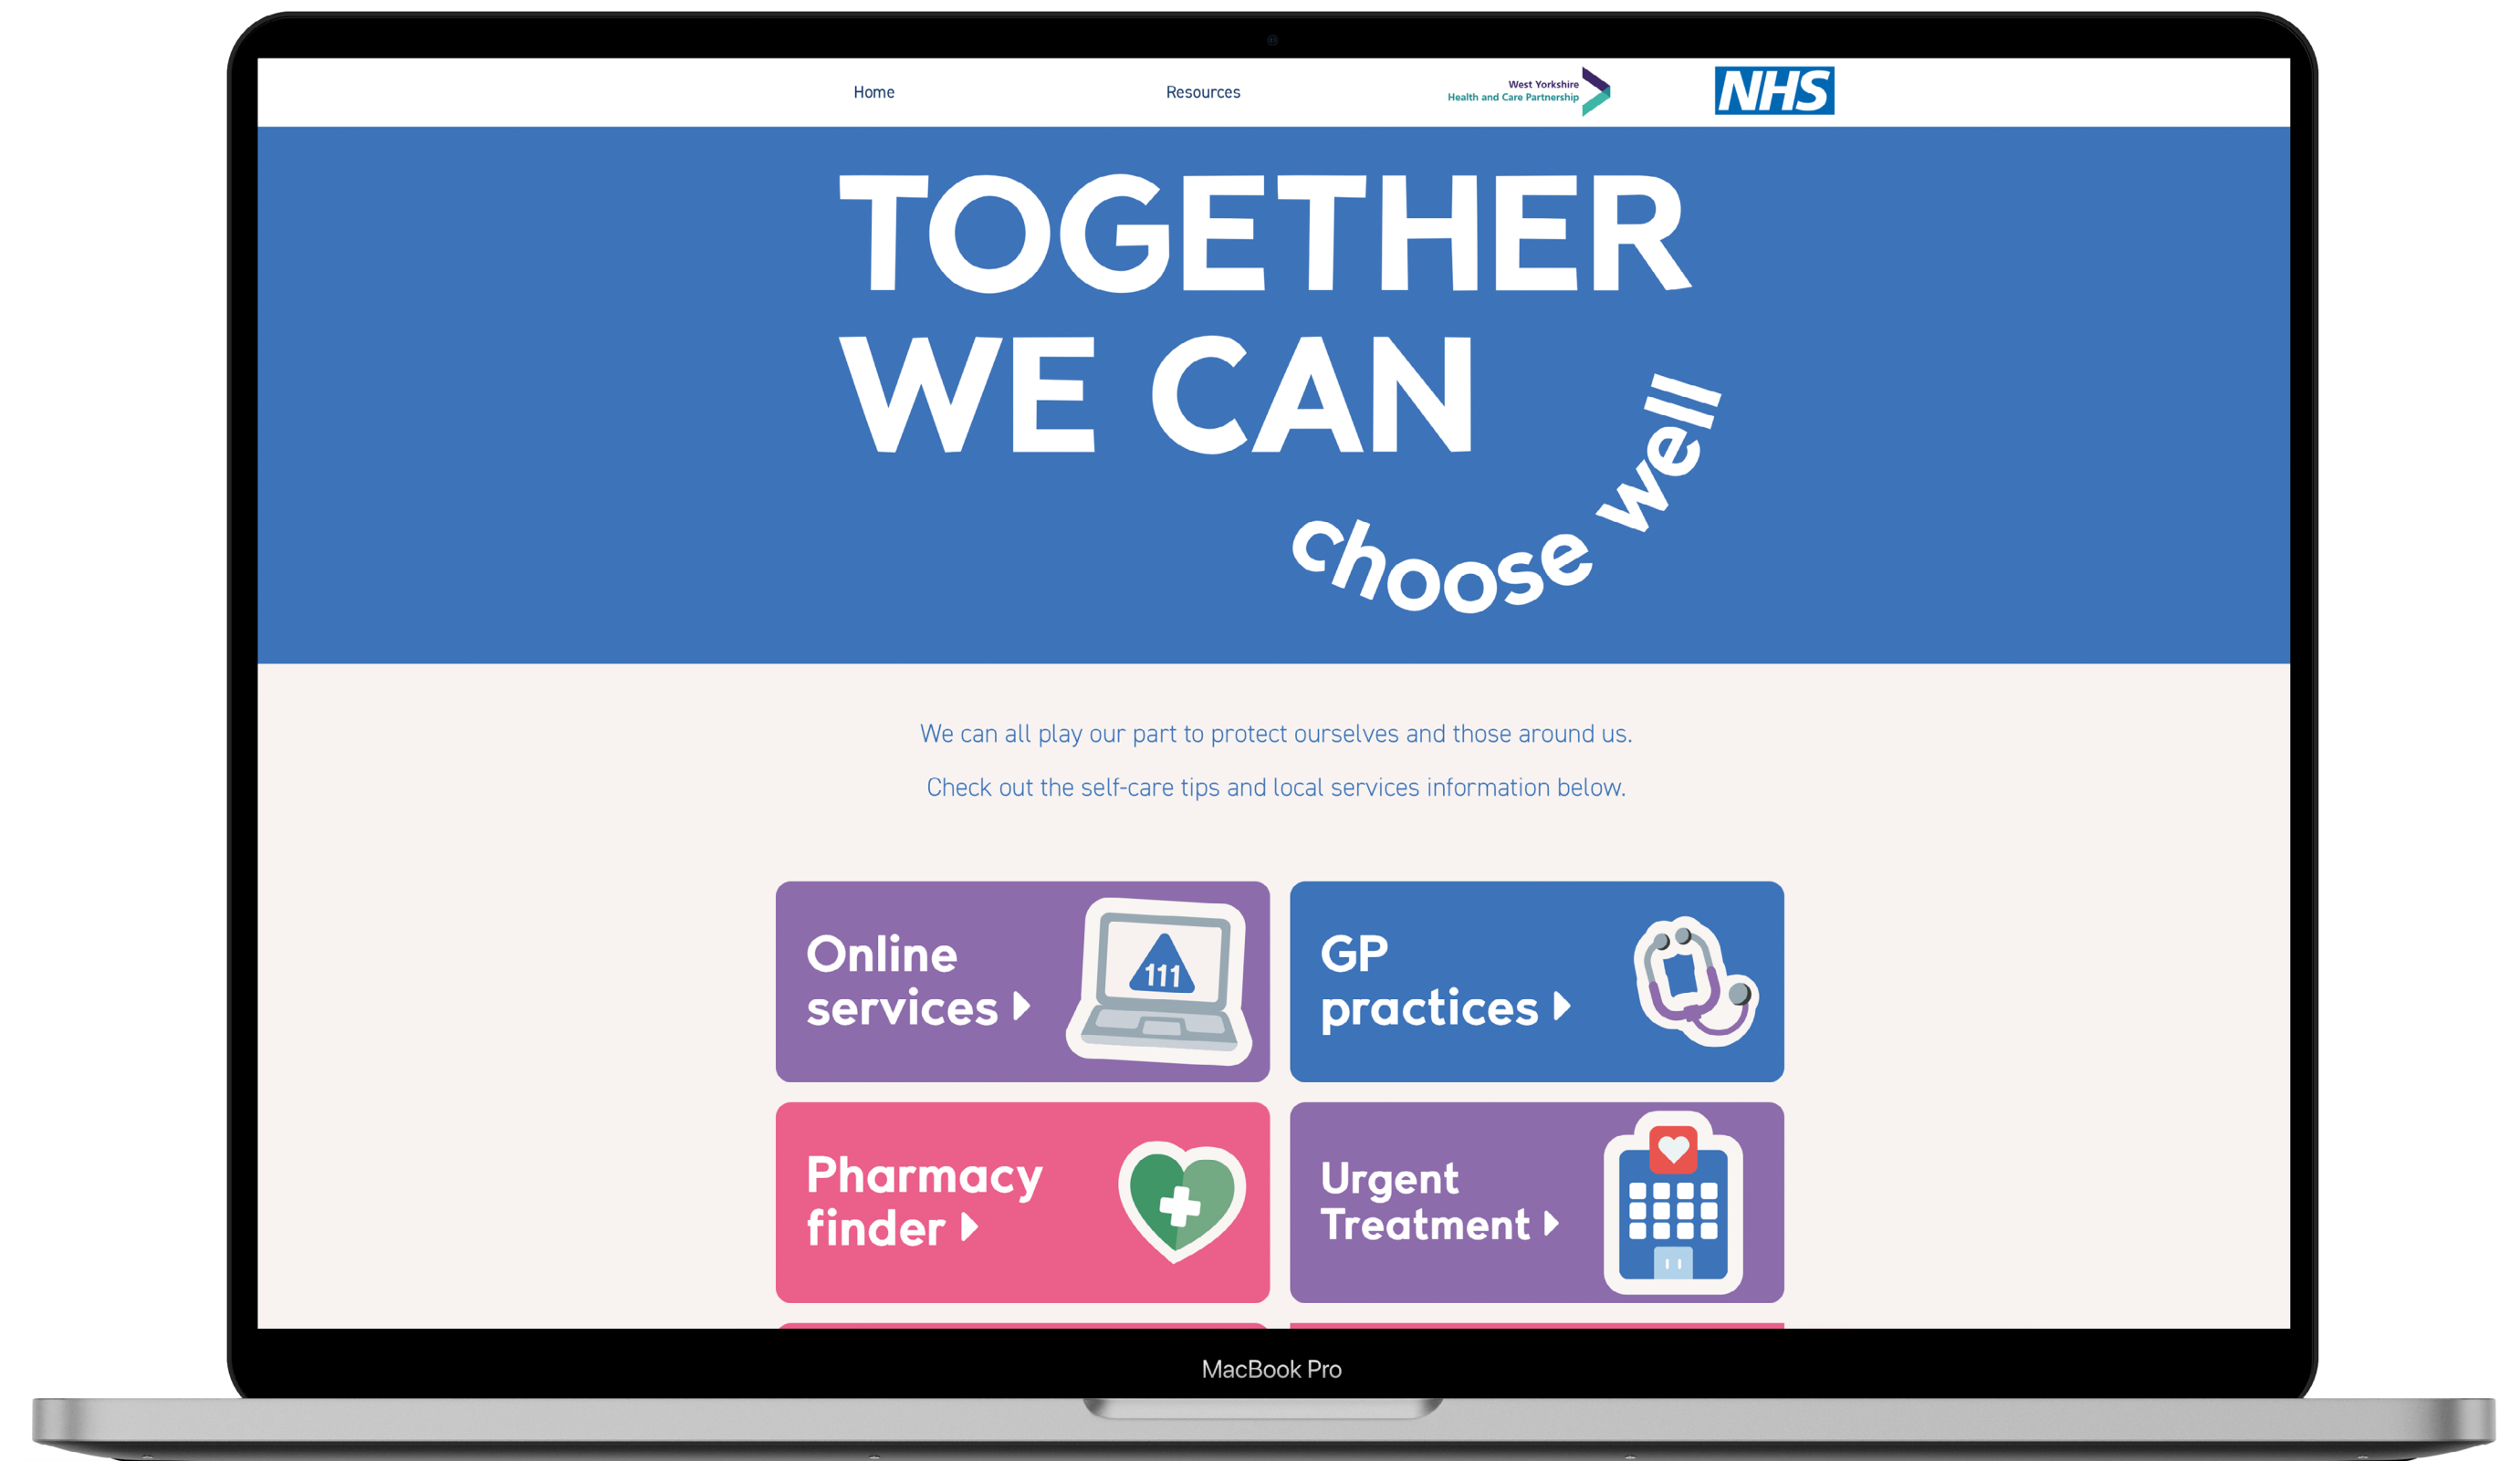 Home
Resources
West Yorkshire
Health and Care Partnership
NHS
TOGETHER
WE CAN
choose well
We can all play our part to protect ourselves and those around us.
Check out the self-care tips and local services information below.
Online
services
111
GP
practices
Pharmacy
finder
Urgent
Treatment
MacBook Pro